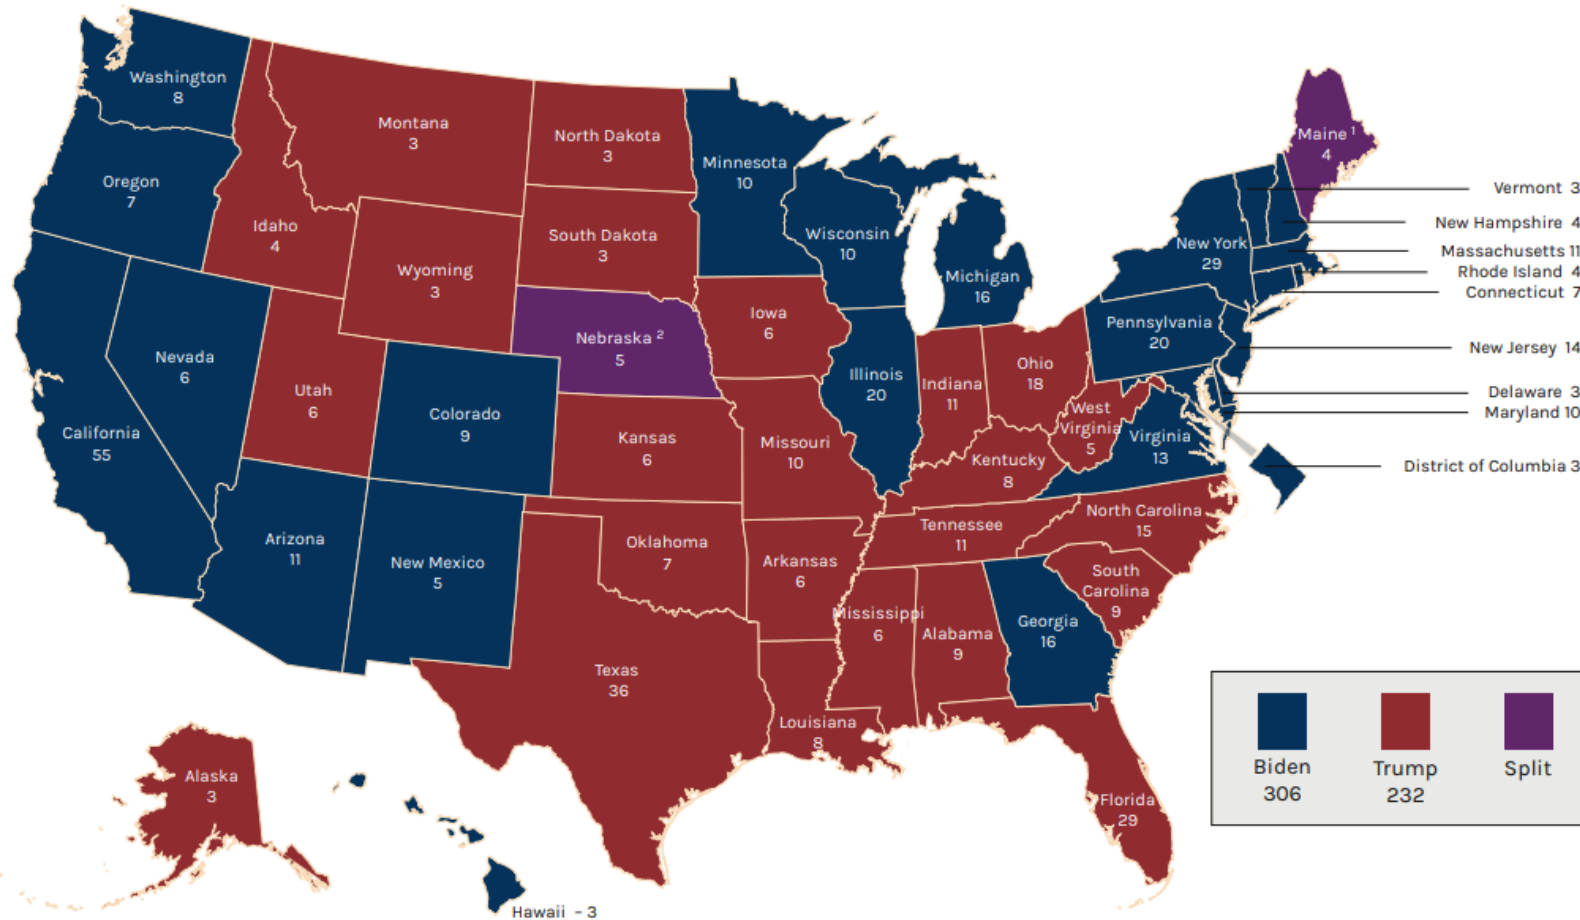 Washington
8
Oregon
7
California
55
Nevada
6
Idaho
4
Montana
3
Wyoming
3
Utah
6
Arizona
11
Colorado
9
New Mexico
5
North Dakota
3
South Dakota
3
Nebraska 2
5
Kansas
6
Oklahoma
7
Texas
36
Minnesota
10
Iowa
6
Missouri
10
Arkansas
6
Louisiana
8
Wisconsin
10
Illinois
20
Michigan
16
Indiana
11
Ohio
18
Kentucky
8
Tennessee
11
Mississippi
6
Alabama
9
Georgia
16
Florida
29
South
Carolina
9
North Carolina
15
Virginia
13
West
Virginia
5
Pennsylvania
20
New York
29
Maine 1
4
Vermont 3
New Hampshire 4
Massachusetts 11
Rhode Island 4
Connecticut 7
New Jersey 14
Delaware 3
Maryland 10
District of Columbia 3
Alaska
3
Hawaii – 3
Biden
306
Trump
232
Split